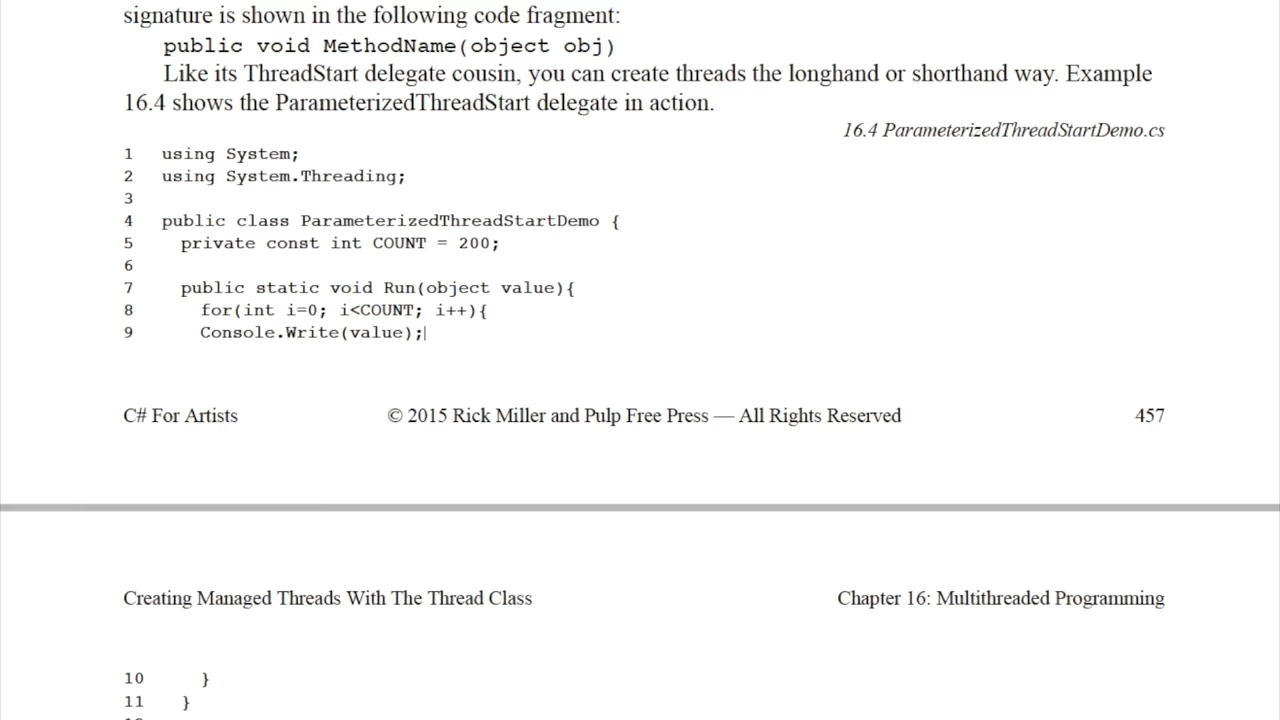 signature is shown in the following code fragment:
public void MethodName(object obj)
Like its ThreadStart delegate cousin, you can create threads the longhand or shorthand way. Example
16.4 shows the ParameterizedThreadStart delegate in action.
16.4 ParameterizedThreadStartDemo.cs
1 using System;
2 using System.Threading;
3
4 public class ParameterizedThreadStartDemo {
5 private const int COUNT = 200;
6
7 public static void Run(object value){
8 for(int i=0; i<COUNT; i++){
9 Console.Write(value);
C# For Artists © 2015 Rick Miller and Pulp Free Press — All Rights Reserved 457
Creating Managed Threads With The Thread Class Chapter 16: Multithreaded Programming
10 }
11 }